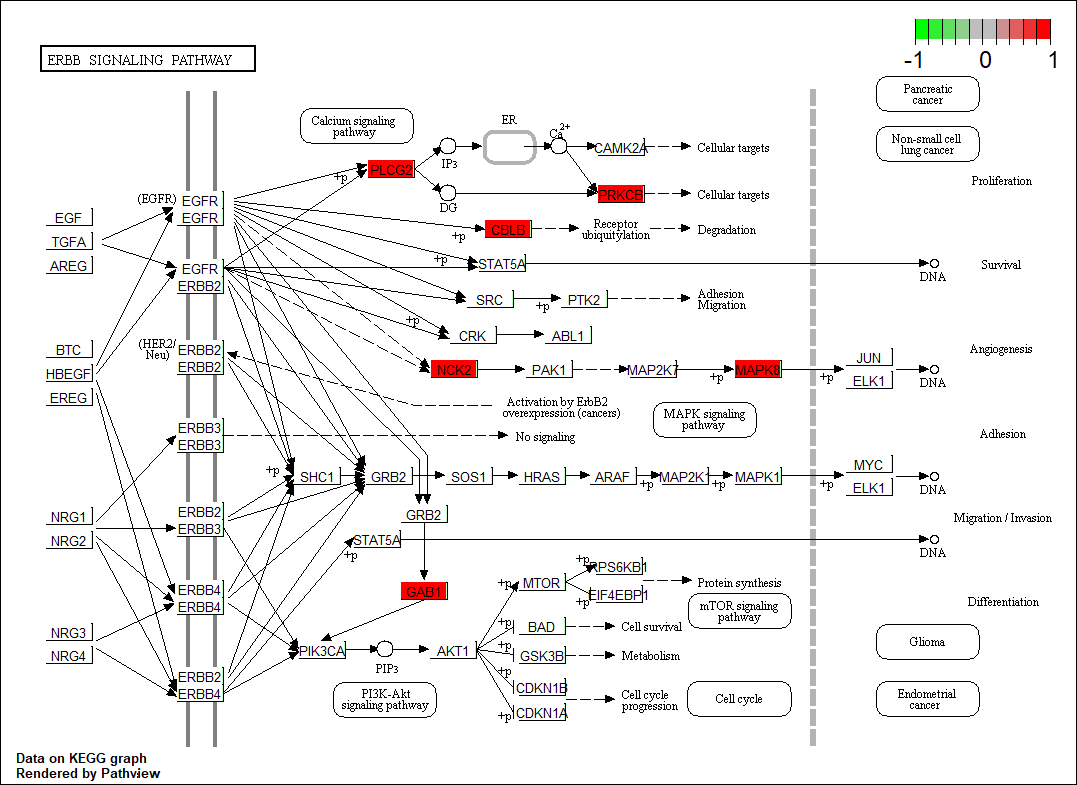 -1 0 1
ERBB SIGNALING PATHWAY
Pancreatic
cancer
Calcium signaling
pathway
ER
Ca2+
Non-small cell
lung cancer
CAMK2A
Cellular targets
IP3
PLCG2
+p
Proliferation
DG
PRKCB
Cellular targets
(EGFR)
EGFR
EGFR
EGF
TGFA
AREG
CBLB
+p
Receptor
ubiquitylation
Degradation
EGFR
ERBB2
+p
STAT5A
DNA
Survival
SRC
+p
PTK2
Adhesion
Migration
+p
CRK
ABL1
(HER2/
Neu)
ERBB2
ERBB2
BTC
HBEGF
EREG
NCK2
PAK1
MAP2K7
+p
MAPK8
+p
JUN
ELK1
DNA
Angiogenesis
Activation by ErbB2
overexpression (cancers)
MAPK signaling
pathway
ERBB3
ERBB3
No signaling
Adhesion
+p
SHC1
GRB2
SOS1
HRAS
ARAF
+p
MAP2K1
+p
MAPK1
+p
MYC
ELK1
DNA
NRG1
NRG2
ERBB2
ERBB3
GRB2
STAT5A
+p
DNA
Migration / Invasion
ERBB4
ERBB4
GAB1
+p
MTOR
+p
RPS6KB1
+p
EIF4EBP1
Protein synthesis
mTOR signaling
pathway
Differentiation
NRG3
NRG4
+p
BAD
Cell survival
Glioma
PIK3CA
PIP3
AKT1
+p
GSK3B
Metabolism
ERBB2
ERBB4
PI3K-Akt
signaling pathway
+p
CDKN1B
+p
CDKN1A
Cell cycle
progression
Cell cycle
Endometrial
cancer
Data on KEGG graph
Rendered by Pathview